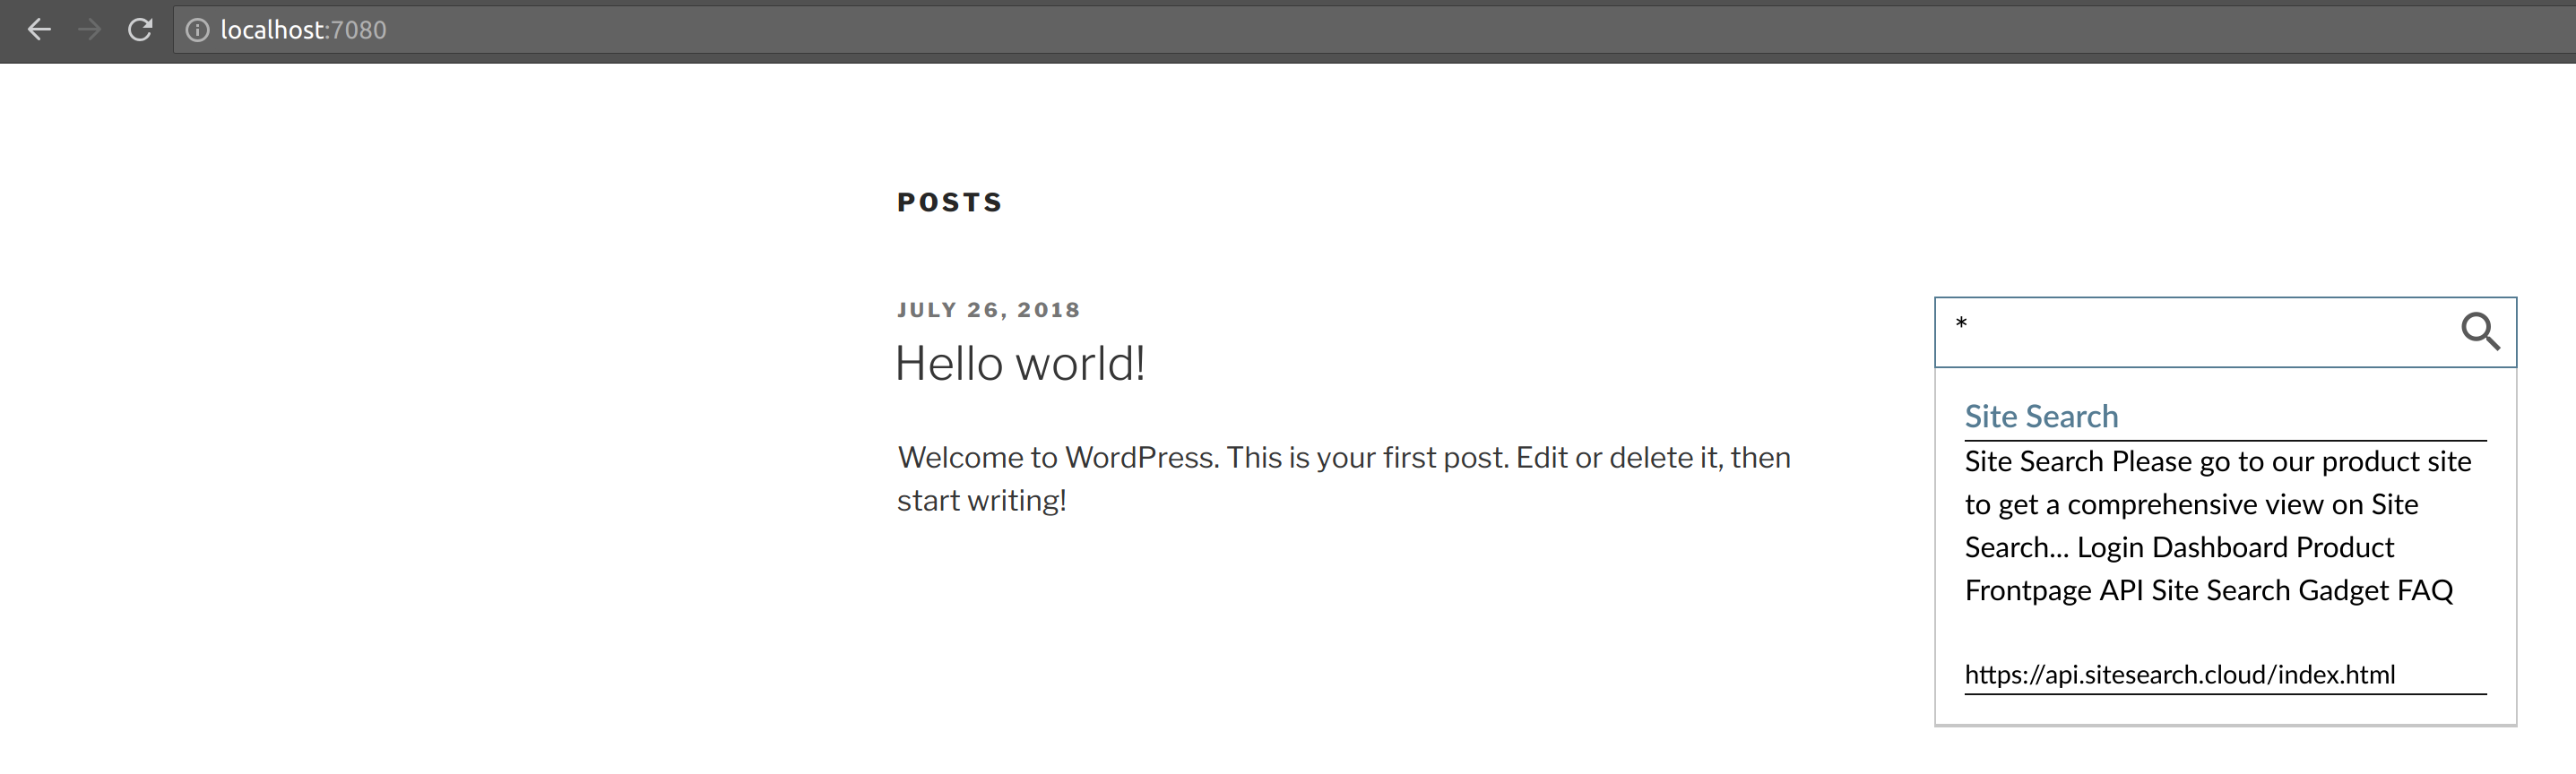 localhost:7080
POSTS
JULY 26, 2018
Hello world!
Welcome to WordPress. This is your first post. Edit or delete it, then
start writing!
*
Site Search
Site Search Please go to our product site
to get a comprehensive view on Site
Search... Login Dashboard Product
Frontpage API Site Search Gadget FAQ
https://api.sitesearch.cloud/index.html